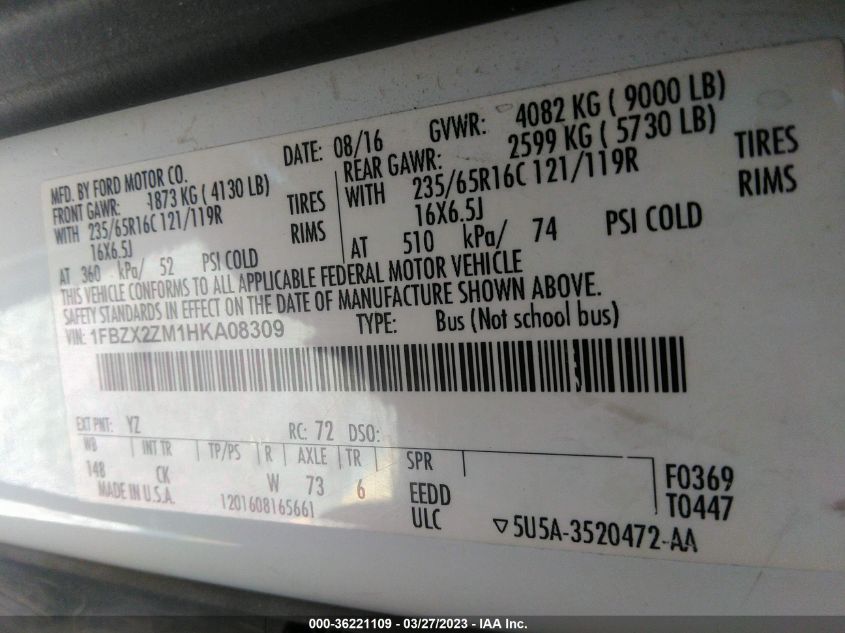 MFD. BY FORD MOTOR CO. DATE: 08/16 GVWR: 4082 KG ( 9000 LB)
FRONT GAWR: 1873 KG ( 4130 LB) REAR GAWR: 2599 KG ( 5730 LB)
WITH 235/65R16C 121/119R TIRES WITH 235/65R16C 121/119R TIRES
16X6.5J RIMS 16X6.5J RIMS
AT 360 kPa/ 52 PSI COLD AT 510 kPa/ 74 PSI COLD
THIS VEHICLE CONFORMS TO ALL APPLICABLE FEDERAL MOTOR VEHICLE
SAFETY STANDARDS IN EFFECT ON THE DATE OF MANUFACTURE SHOWN ABOVE.
VIN: 1FBZX2ZM1HKA08309 TYPE: Bus (Not school bus)
EXT PNT: YZ RC: 72 DSO:
WB INT TR TP/PS R AXLE TR SPR
148 CK W 73 6 EEDD F0369
MADE IN U.S.A. 1201608165661 ULC T0447
▽5U5A-3520472-AA
000-36221109 - 03/27/2023 - IAA Inc.